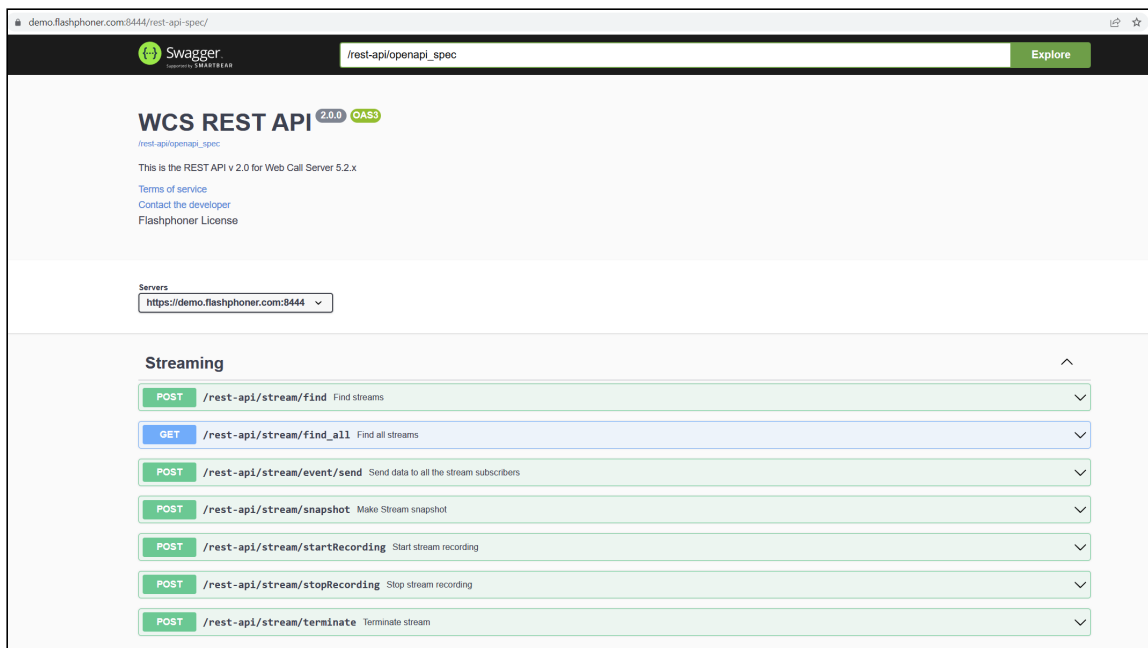 demo.flashphoner.com:8444/rest-api-spec/
{···} Swagger.
Supported by SMARTBEAR
/rest-api/openapi_spec
Explore
WCS REST API 2.0.0 OAS3
/rest-api/openapi_spec
This is the REST API v 2.0 for Web Call Server 5.2.x
Terms of service
Contact the developer
Flashphoner License
Servers
https://demo.flashphoner.com:8444
Streaming
POST /rest-api/stream/find Find streams
GET /rest-api/stream/find_all Find all streams
POST /rest-api/stream/event/send Send data to all the stream subscribers
POST /rest-api/stream/snapshot Make Stream snapshot
POST /rest-api/stream/startRecording Start stream recording
POST /rest-api/stream/stopRecording Stop stream recording
POST /rest-api/stream/terminate Terminate stream